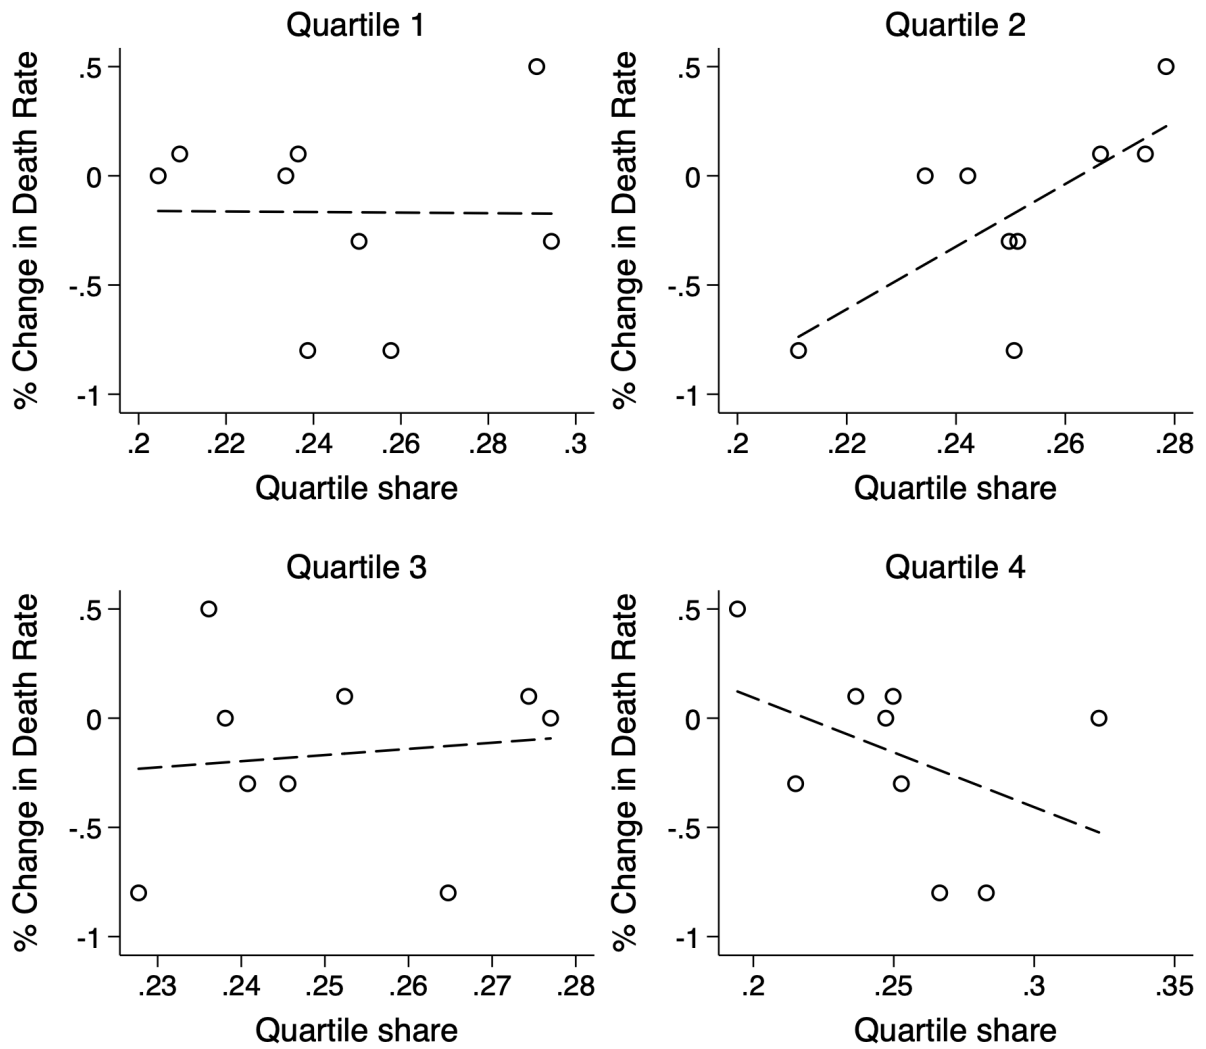 Quartile 1
% Change in Death Rate
.5
0
-.5
-1
.2 .22 .24 .26 .28 .3
Quartile share
Quartile 2
% Change in Death Rate
.5
0
-.5
-1
.2 .22 .24 .26 .28
Quartile share
Quartile 3
% Change in Death Rate
.5
0
-.5
-1
.23 .24 .25 .26 .27 .28
Quartile share
Quartile 4
% Change in Death Rate
.5
0
-.5
-1
.2 .25 .3 .35
Quartile share